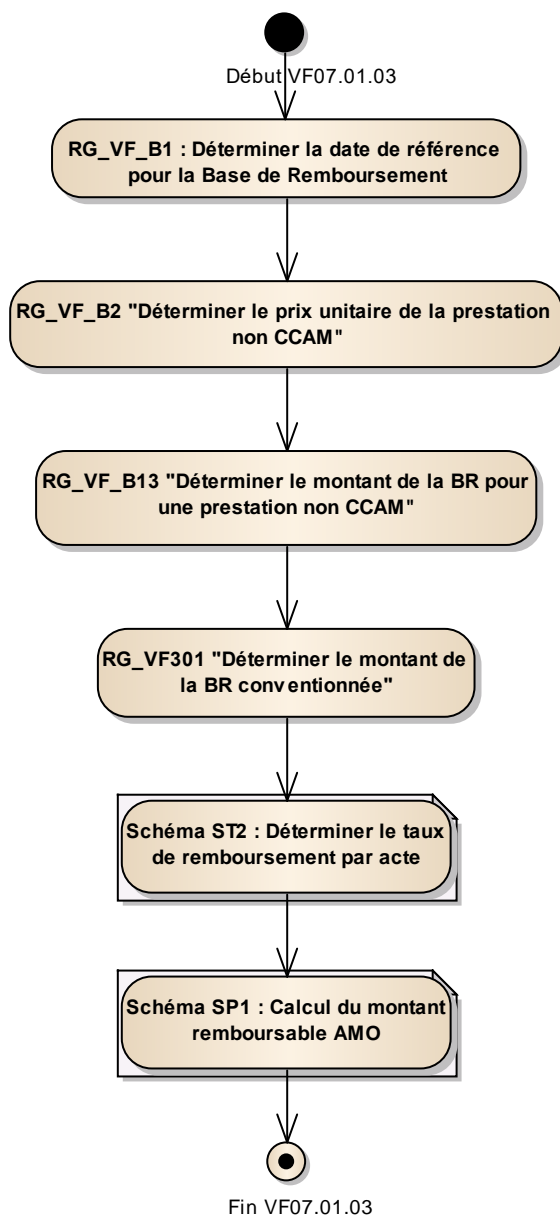 Début VF07.01.03
RG_VF_B1 : Déterminer la date de référence
pour la Base de Remboursement
RG_VF_B2 "Déterminer le prix unitaire de la prestation
non CCAM"
RG_VF_B13 "Déterminer le montant de la BR pour
une prestation non CCAM"
RG_VF301 "Déterminer le montant de
la BR conventionnée"
Schéma ST2 : Déterminer le taux
de remboursement par acte
Schéma SP1 : Calcul du montant
remboursable AMO
Fin VF07.01.03